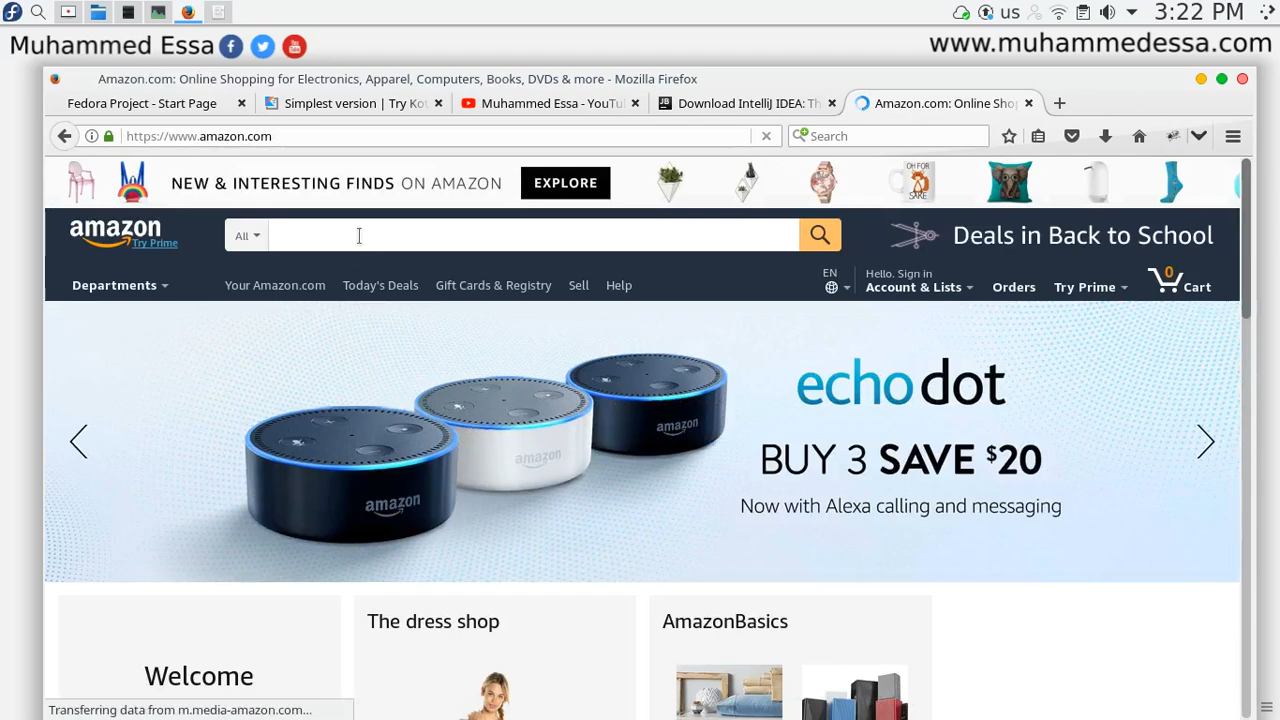 us 3:22 PM
Muhammed Essa www.muhammedessa.com
Amazon.com: Online Shopping for Electronics, Apparel, Computers, Books, DVDs & more - Mozilla Firefox
Fedora Project - Start Page Simplest version | Try Kot Muhammed Essa - YouTu Download IntelliJ IDEA: Th Amazon.com: Online Shop
https://www.amazon.com Search
NEW & INTERESTING FINDS ON AMAZON EXPLORE OH FOR SAKE
amazon Try Prime All Deals in Back to School
Departments Your Amazon.com Today's Deals Gift Cards & Registry Sell Help EN Hello. Sign in Account & Lists Orders Try Prime 0 Cart
echo dot
BUY 3 SAVE $20
Now with Alexa calling and messaging
amazon
amazon
amazon
Welcome
The dress shop
AmazonBasics
Transferring data from m.media-amazon.com...